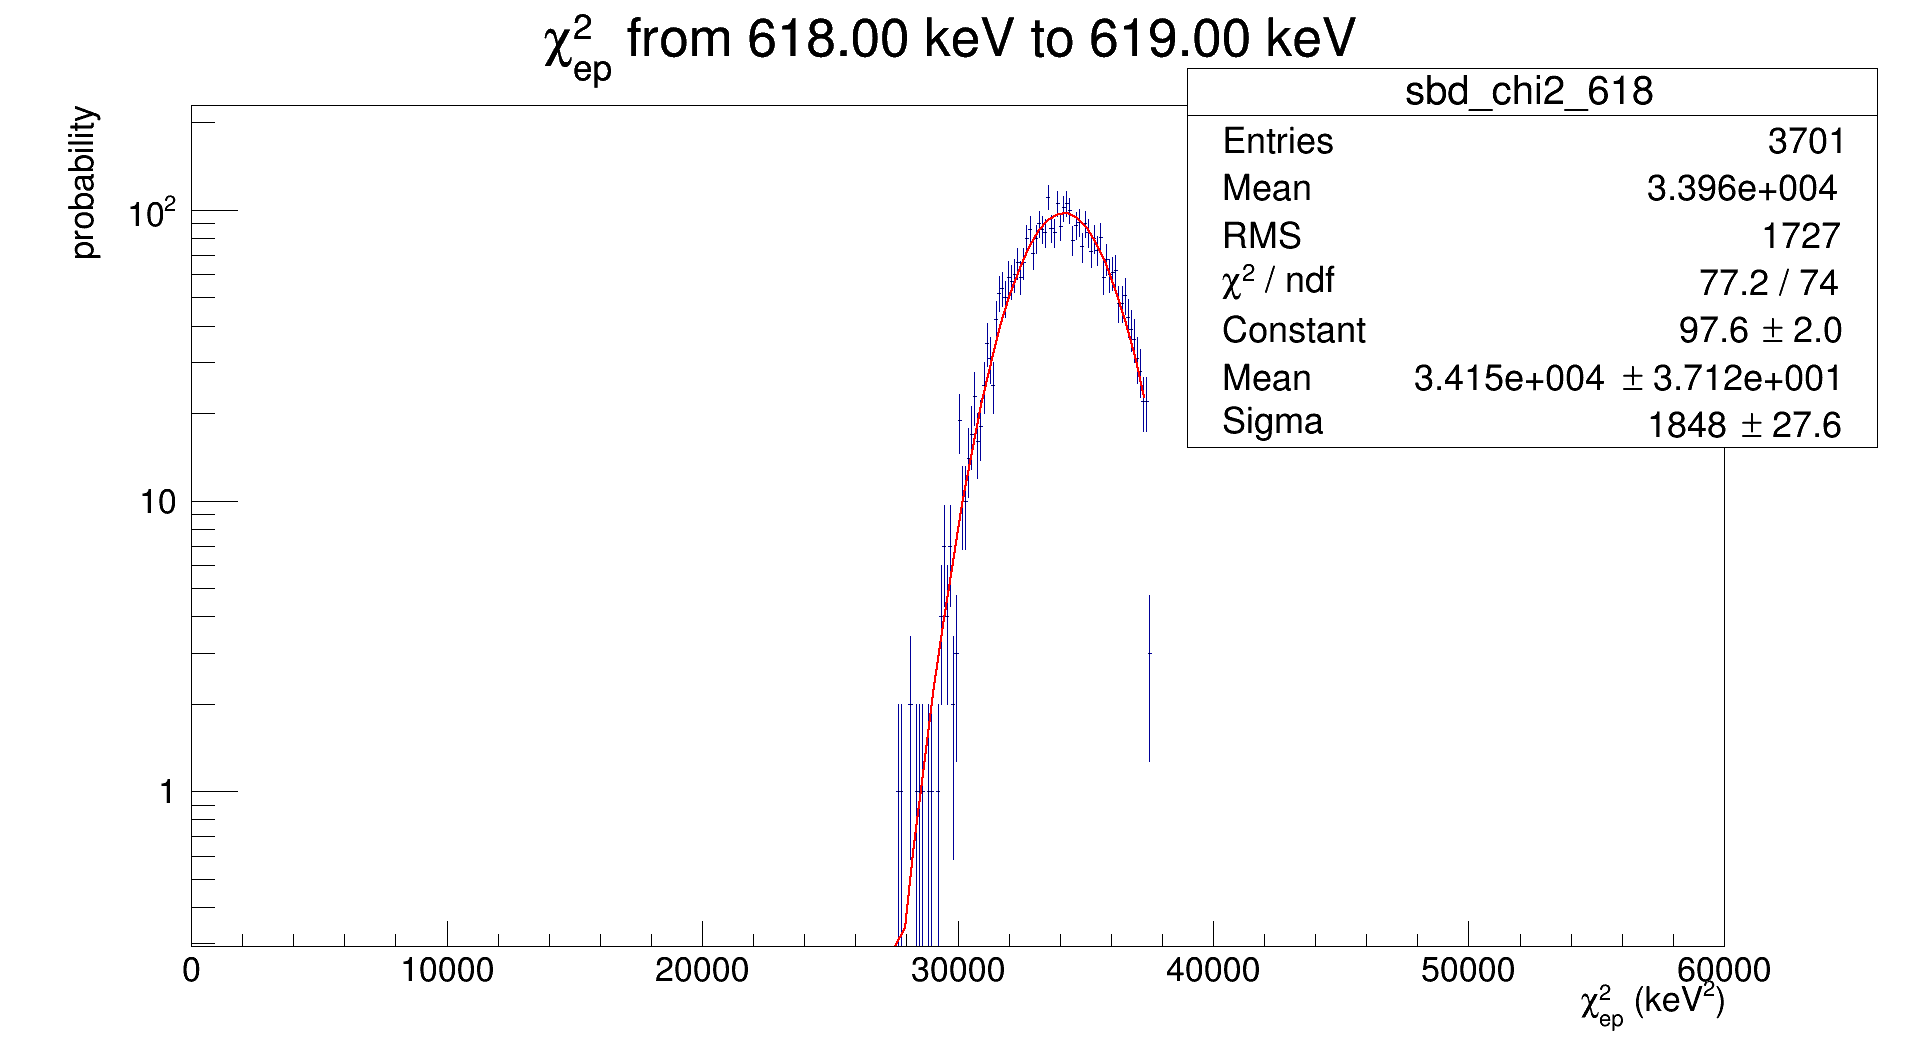 χ²ep from 618.00 keV to 619.00 keV
sbd_chi2_618
Entries 3701
Mean 3.396e+004
RMS 1727
χ² / ndf 77.2 / 74
Constant 97.6 ± 2.0
Mean 3.415e+004 ± 3.712e+001
Sigma 1848 ± 27.6
probability
10²
10
1
0 10000 20000 30000 40000 50000 60000
χ²ep (keV²)